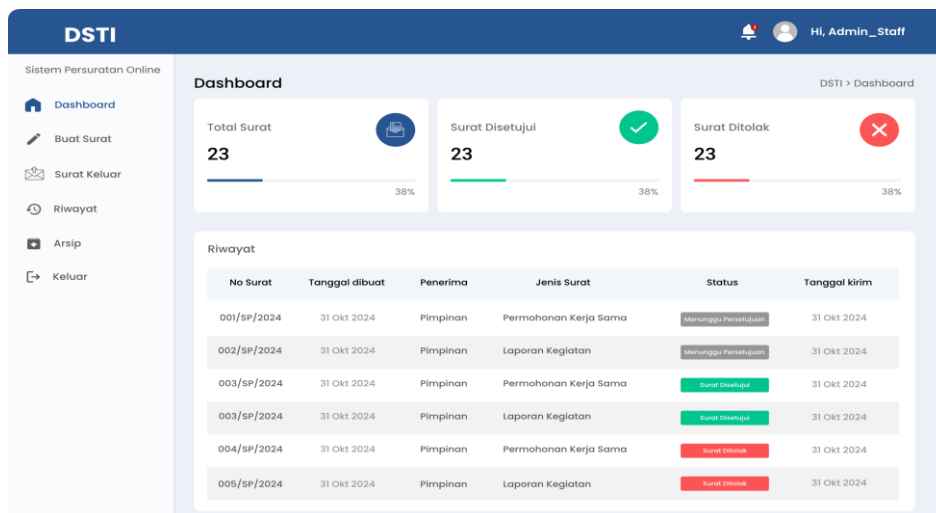 DSTI
Hi, Admin_Staff
Sistem Persuratan Online
Dashboard
Buat Surat
Surat Keluar
Riwayat
Arsip
Keluar
Dashboard
DSTI > Dashboard
Total Surat
23
38%
Surat Disetujui
23
38%
Surat Ditolak
23
38%
Riwayat
No Surat Tanggal dibuat Penerima Jenis Surat Status Tanggal kirim
001/SP/2024 31 Okt 2024 Pimpinan Permohonan Kerja Sama Menunggu Persetujuan 31 Okt 2024
002/SP/2024 31 Okt 2024 Pimpinan Laporan Kegiatan Menunggu Persetujuan 31 Okt 2024
003/SP/2024 31 Okt 2024 Pimpinan Permohonan Kerja Sama Surat Disetujui 31 Okt 2024
003/SP/2024 31 Okt 2024 Pimpinan Laporan Kegiatan Surat Disetujui 31 Okt 2024
004/SP/2024 31 Okt 2024 Pimpinan Permohonan Kerja Sama Surat Ditolak 31 Okt 2024
005/SP/2024 31 Okt 2024 Pimpinan Laporan Kegiatan Surat Ditolak 31 Okt 2024